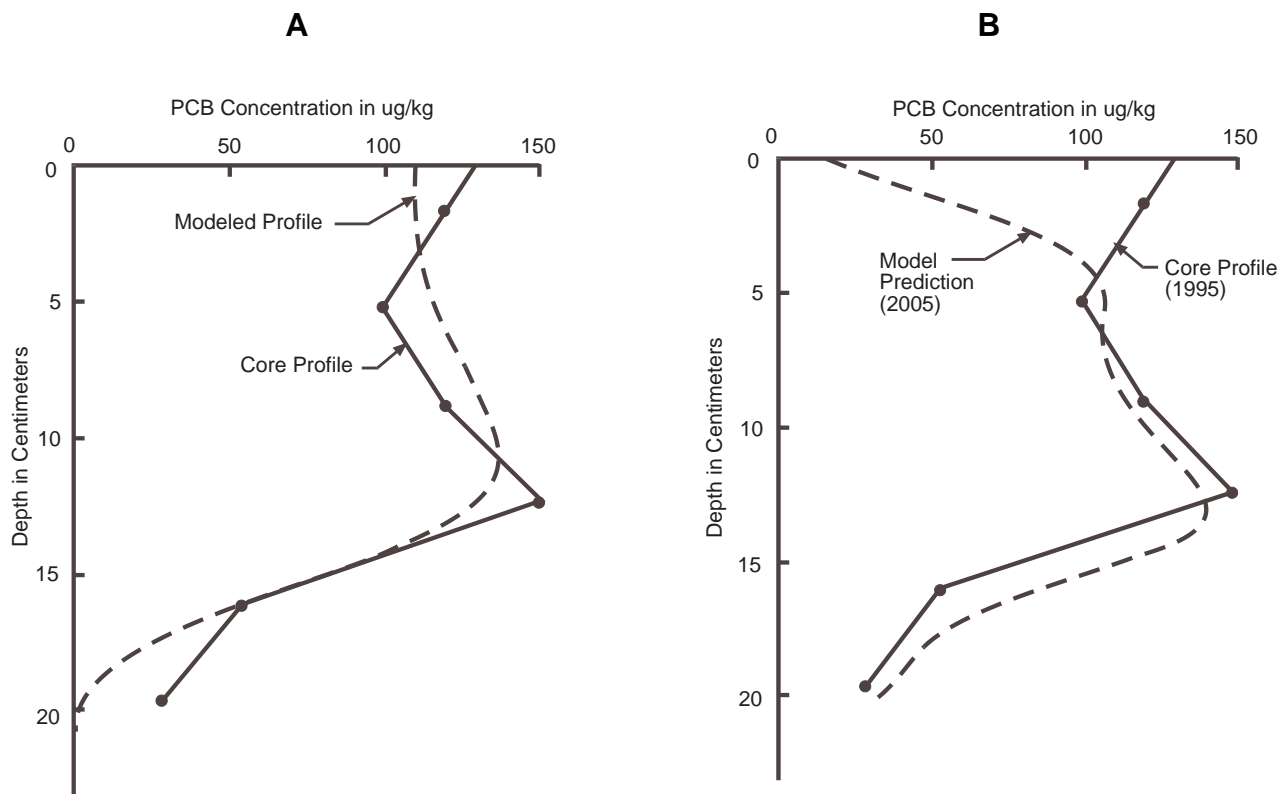 A
PCB Concentration in ug/kg
0
50
100
150
0
5
10
15
20
Depth in Centimeters
Modeled Profile
Core Profile
B
PCB Concentration in ug/kg
0
50
100
150
0
5
10
15
20
Depth in Centimeters
Model
Prediction
(2005)
Core Profile
(1995)